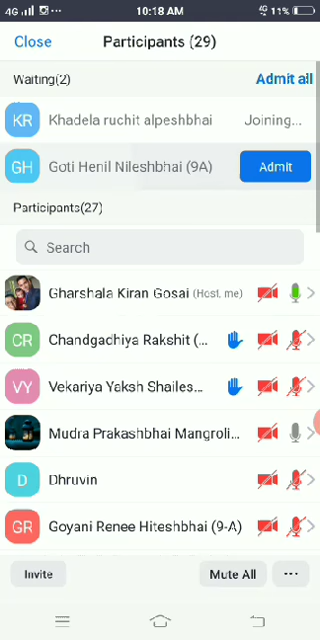 4G 10:18 AM 4G 11%
Close Participants (29)
Waiting(2) Admit all
KR Khadela ruchit alpeshbhai Joining...
GH Goti Henil Nileshbhai (9A) Admit
Participants(27)
Search
Gharshala Kiran Gosai (Host, me)
CR Chandgadhiya Rakshit (...
VY Vekariya Yaksh Shailes...
Mudra Prakashbhai Mangroli...
D Dhruvin
GR Goyani Renee Hiteshbhai (9-A)
Invite Mute All ...